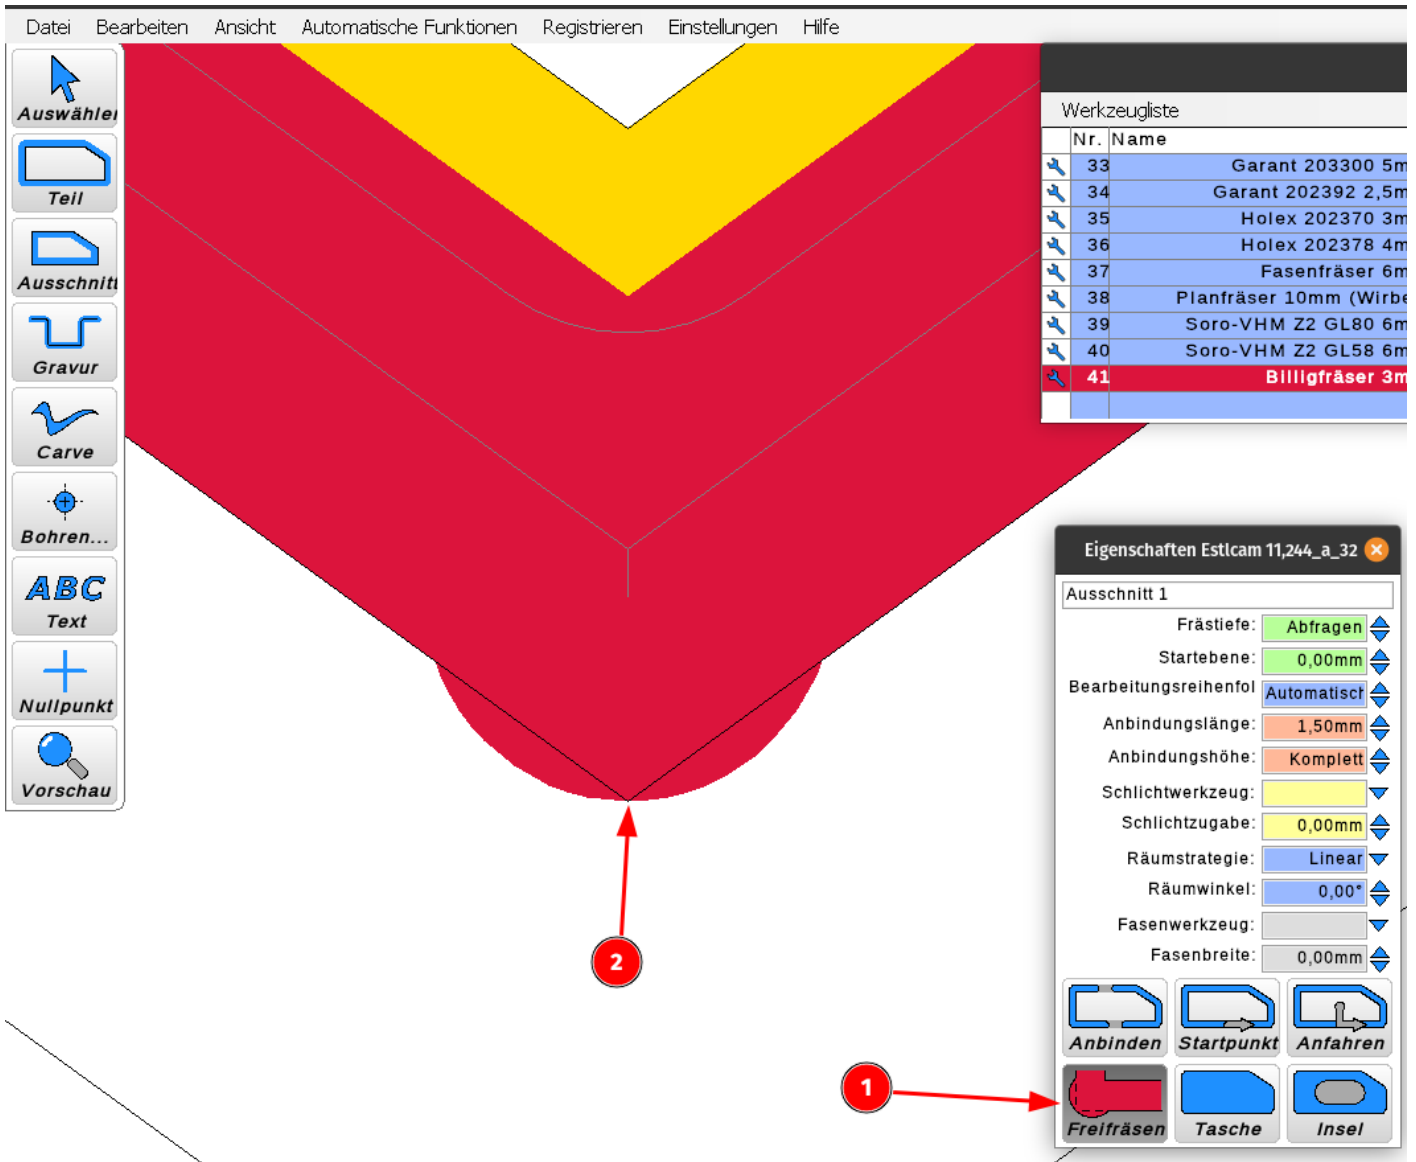 Datei Bearbeiten Ansicht Automatische Funktionen Registrieren Einstellungen Hilfe
Auswähler
Teil
Ausschnitt
Gravur
Carve
Bohren...
ABC
Text
Nullpunkt
Vorschau
Werkzeugliste
Nr. Name
33 Garant 203300 5m
34 Garant 202392 2,5m
35 Holex 202370 3m
36 Holex 202378 4m
37 Fasenfräser 6m
38 Planfräser 10mm (Wirbe
39 Soro-VHM Z2 GL80 6m
40 Soro-VHM Z2 GL58 6m
41 Billigfräser 3m
Eigenschaften Estlcam 11,244_a_32
Ausschnitt 1
Frästiefe: Abfragen
Startebene: 0,00mm
Bearbeitungsreihenfol Automatisch
Anbindungslänge: 1,50mm
Anbindungshöhe: Komplett
Schlichtwerkzeug:
Schlichtzugabe: 0,00mm
Räumstrategie: Linear
Räumwinkel: 0,00°
Fasenwerkzeug:
Fasenbreite: 0,00mm
Anbinden Startpunkt Anfahren
Freifräsen Tasche Insel
1
2